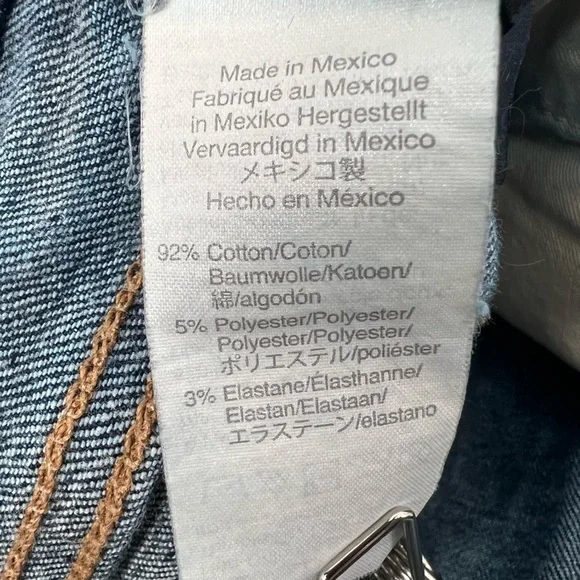 Made in Mexico
Fabriqué au Mexique
in Mexiko Hergestellt
Vervaardigd in Mexico
メキシコ製
Hecho en México
92% Cotton/Coton/
Baumwolle/Katoen/
綿/algodón
5% Polyester/Polyester/
Polyester/Polyester/
ポリエステル/poliéster
3% Elastane/Élasthanne/
Elastan/Elastaan/
エラステーン/elastano